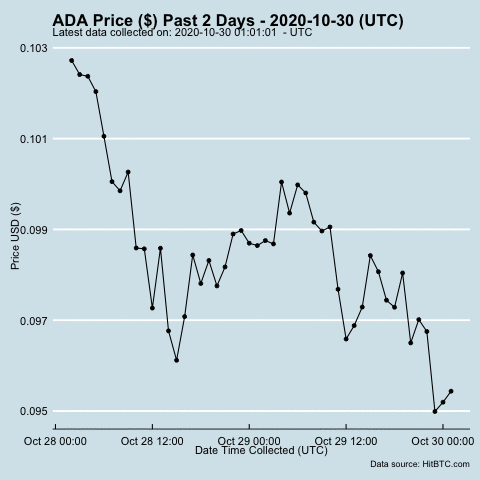 ADA Price ($) Past 2 Days - 2020-10-30 (UTC)
Latest data collected on: 2020-10-30 01:01:01 - UTC
0.103
0.101
0.099
0.097
0.095
Price USD ($)
Oct 28 00:00 Oct 28 12:00 Oct 29 00:00 Oct 29 12:00 Oct 30 00:00
Date Time Collected (UTC)
Data source: HitBTC.com